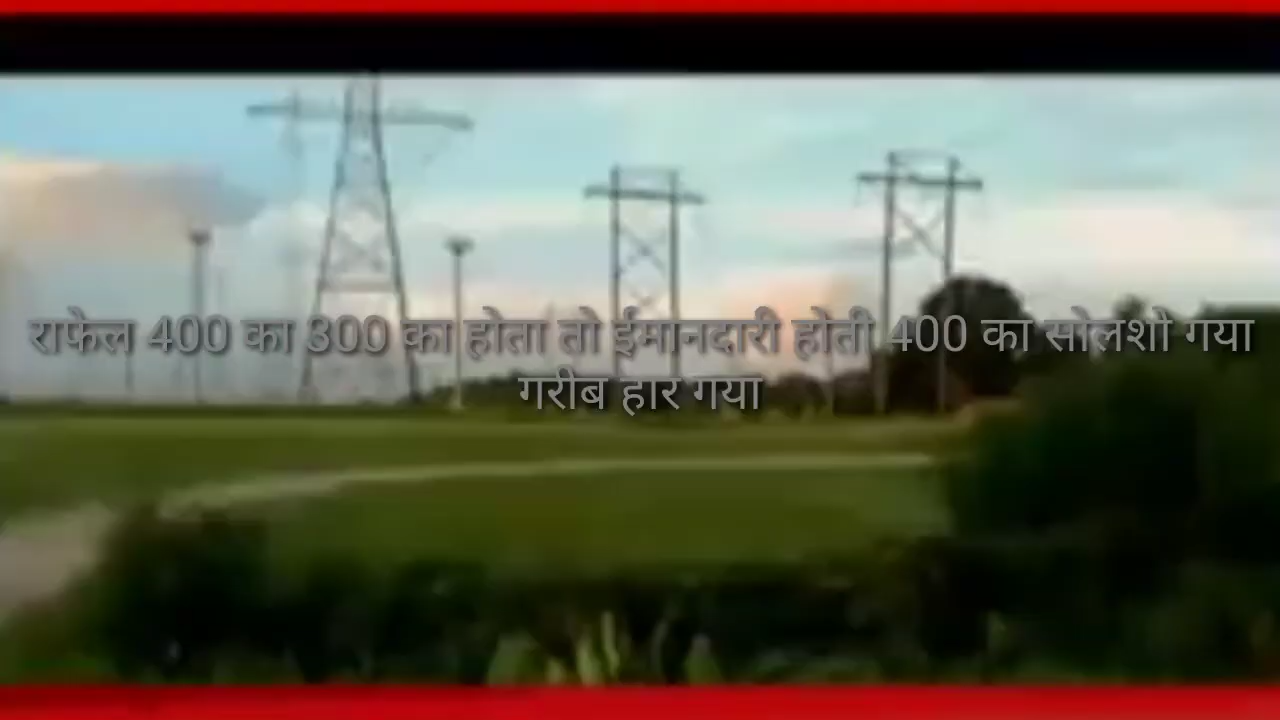 राफेल 400 का 300 का होता तो ईमानदारी होती 400 का सोलशो गया
गरीब हार गया